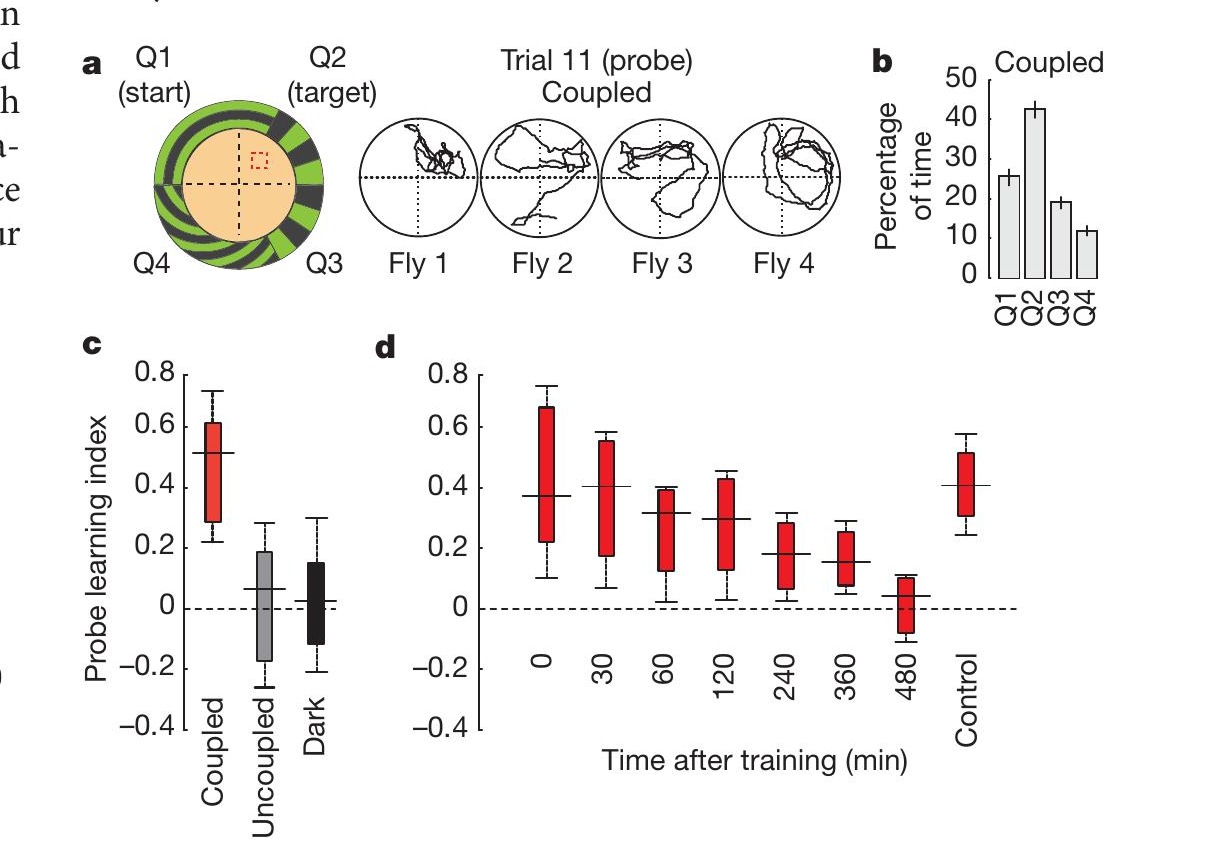 n
d
h
a-
ce
ur
a
Q1
(start)
Q2
(target)
Q4
Q3
Trial 11 (probe)
Coupled
Fly 1
Fly 2
Fly 3
Fly 4
b
Coupled
Percentage
of time
50
40
30
20
10
0
Q1
Q2
Q3
Q4
c
Probe learning index
0.8
0.6
0.4
0.2
0
–0.2
–0.4
Coupled
Uncoupled
Dark
d
0.8
0.6
0.4
0.2
0
–0.2
–0.4
0
30
60
120
240
360
480
Control
Time after training (min)